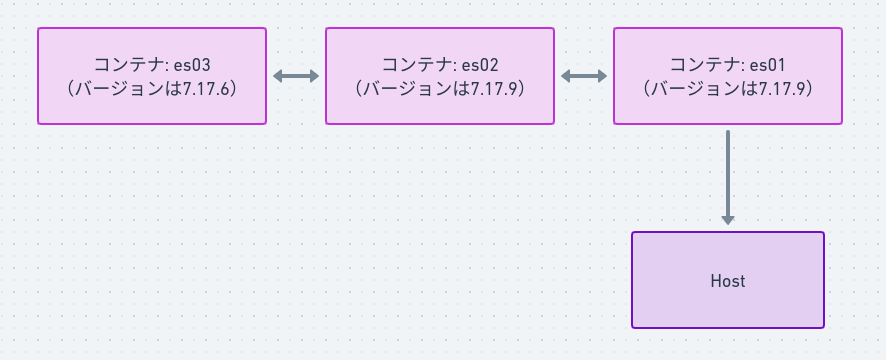 コンテナ: es03
（バージョンは7.17.6）
コンテナ: es02
（バージョンは7.17.9）
コンテナ: es01
（バージョンは7.17.9）
Host